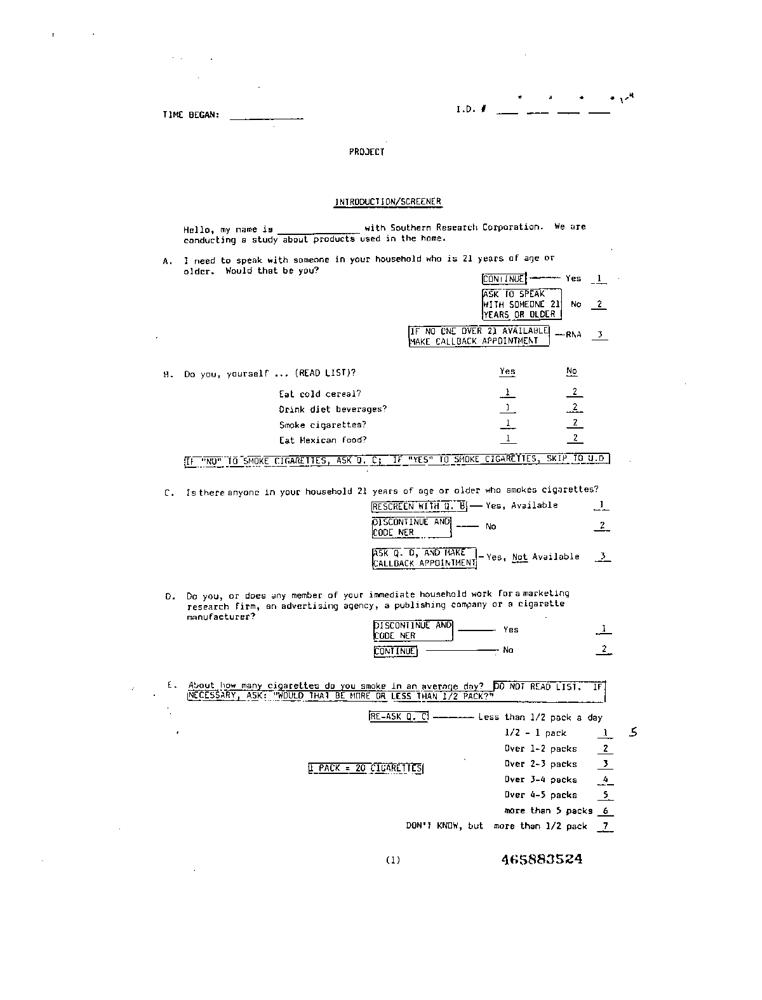 TIME BEGAN: ____________ I.D. # ___ ___ ___ ___
PROJECT
INTRODUCTION/SCREENER
Hello, my name is ______________ with Southern Research Corporation. We are
conducting a study about products used in the home.
A. I need to speak with someone in your household who is 21 years of age or
older. Would that be you?
CONTINUE Yes 1
ASK TO SPEAK
WITH SOMEONE 21 No 2
YEARS OR OLDER
IF NO ONE OVER 21 AVAILABLE RNA 3
MAKE CALLBACK APPOINTMENT
B. Do you, yourself ... (READ LIST)? Yes No
Eat cold cereal? 1 2
Drink diet beverages? 1 2
Smoke cigarettes? 1 2
Eat Mexican food? 1 2
IF "NO" TO SMOKE CIGARETTES, ASK Q. C; IF "YES" TO SMOKE CIGARETTES, SKIP TO Q.D
C. Is there anyone in your household 21 years of age or older who smokes cigarettes?
RESCREEN WITH Q. B Yes, Available 1
DISCONTINUE AND No 2
CODE NER
ASK Q. D, AND MAKE Yes, Not Available 3
CALLBACK APPOINTMENT
D. Do you, or does any member of your immediate household work for a marketing
research firm, an advertising agency, a publishing company or a cigarette
manufacturer?
DISCONTINUE AND Yes 1
CODE NER
CONTINUE No 2
E. About how many cigarettes do you smoke in an average day? DO NOT READ LIST. IF
NECESSARY, ASK: "WOULD THAT BE MORE OR LESS THAN 1/2 PACK?"
RE-ASK Q. C Less than 1/2 pack a day
1/2 - 1 pack 1 5
Over 1-2 packs 2
1 PACK = 20 CIGARETTES Over 2-3 packs 3
Over 3-4 packs 4
Over 4-5 packs 5
more than 5 packs 6
DON'T KNOW, but more than 1/2 pack 7
(1) 465883524